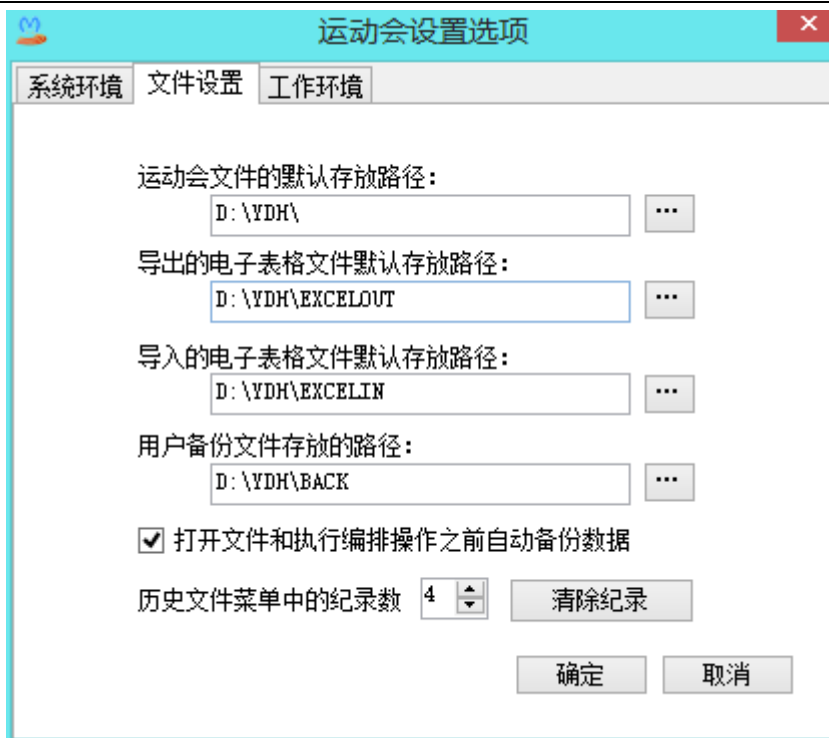 运动会设置选项
系统环境 文件设置 工作环境
运动会文件的默认存放路径：
D:\YDH\
...
导出的电子表格文件默认存放路径：
D:\YDH\EXCELOUT
...
导入的电子表格文件默认存放路径：
D:\YDH\EXCELIN
...
用户备份文件存放的路径：
D:\YDH\BACK
...
打开文件和执行编排操作之前自动备份数据
历史文件菜单中的纪录数 4 清除纪录
确定 取消